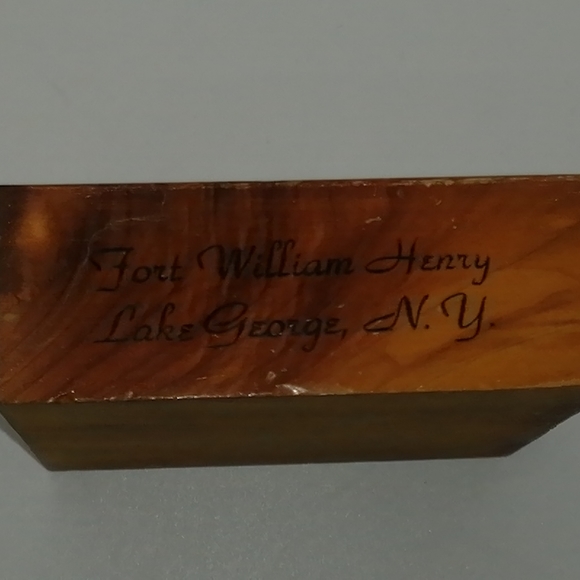 Fort William Henry
Lake George, N. Y.